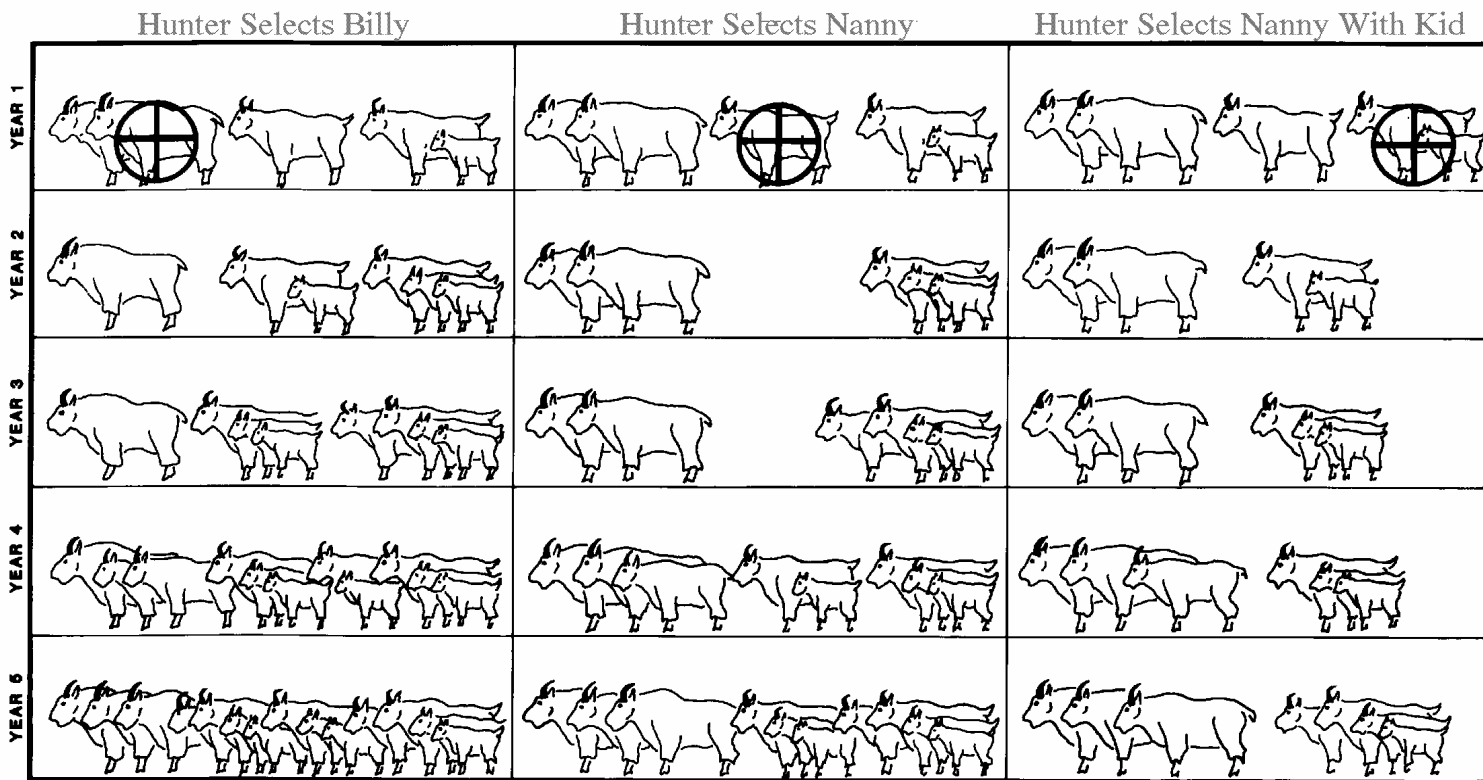 Hunter Selects Billy
Hunter Selects Nanny
Hunter Selects Nanny With Kid
YEAR 1
YEAR 2
YEAR 3
YEAR 4
YEAR 5